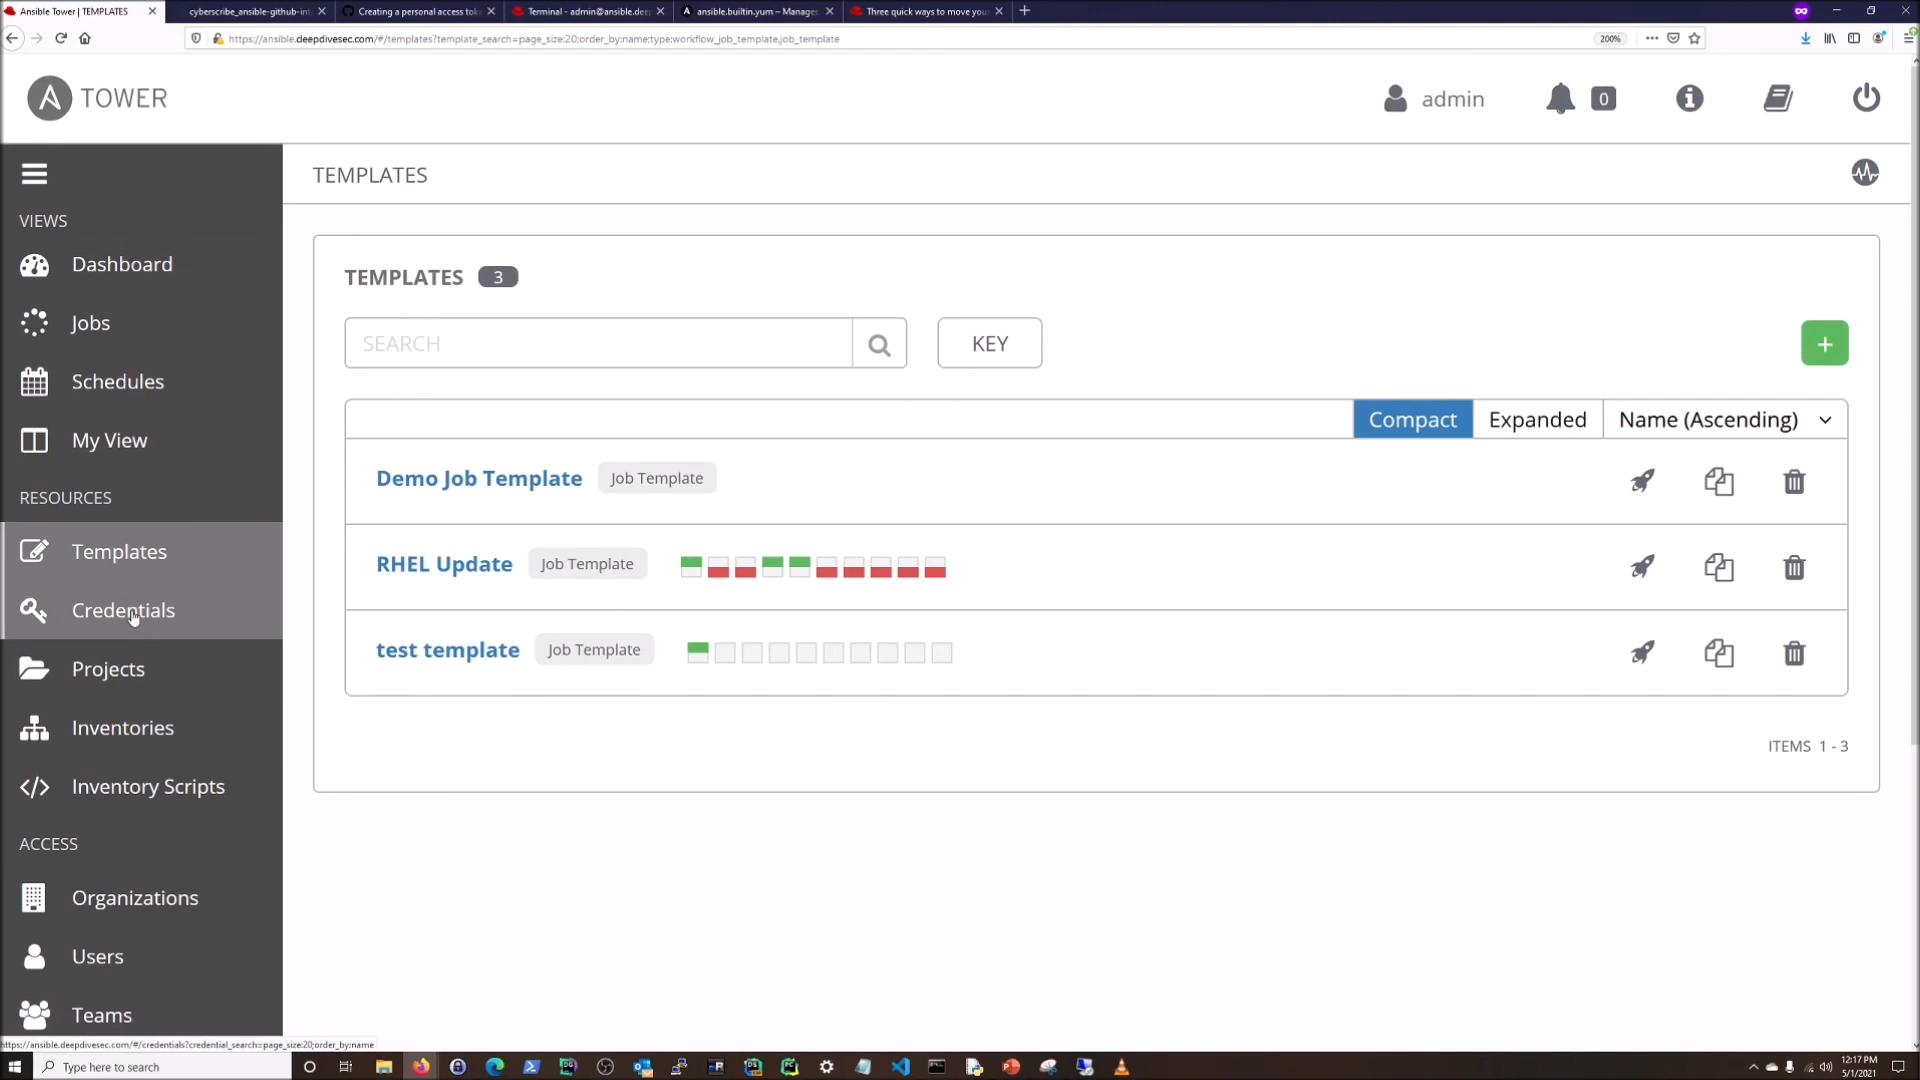 Ansible Tower | TEMPLATES
cyberscribe_ansible-github-int
Creating a personal access tok
Terminal - admin@ansible.dee
ansible.builtin.yum – Manage
Three quick ways to move your
https://ansible.deepdivesec.com/#/templates?template_search=page_size:20;order_by:name;type:workflow_job_template,job_template
200%
A TOWER
admin
0
TEMPLATES
VIEWS
Dashboard
Jobs
Schedules
My View
RESOURCES
Templates
Credentials
Projects
Inventories
Inventory Scripts
ACCESS
Organizations
Users
Teams
TEMPLATES 3
SEARCH
KEY
+
Compact
Expanded
Name (Ascending)
Demo Job Template Job Template
RHEL Update Job Template
test template Job Template
ITEMS 1 - 3
https://ansible.deepdivesec.com/#/credentials?credential_search=page_size:20;order_by:name
Type here to search
12:17 PM
5/1/2021